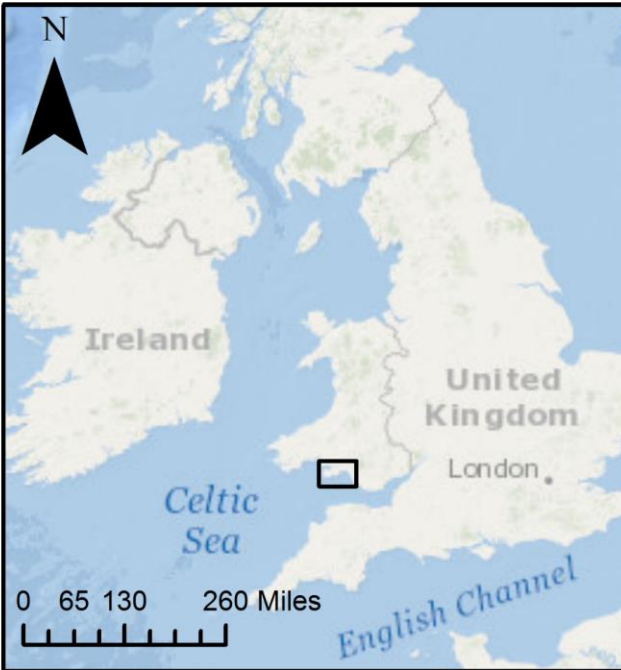 N
Ireland
United
Kingdom
London
Celtic
Sea
English Channel
0 65 130 260 Miles